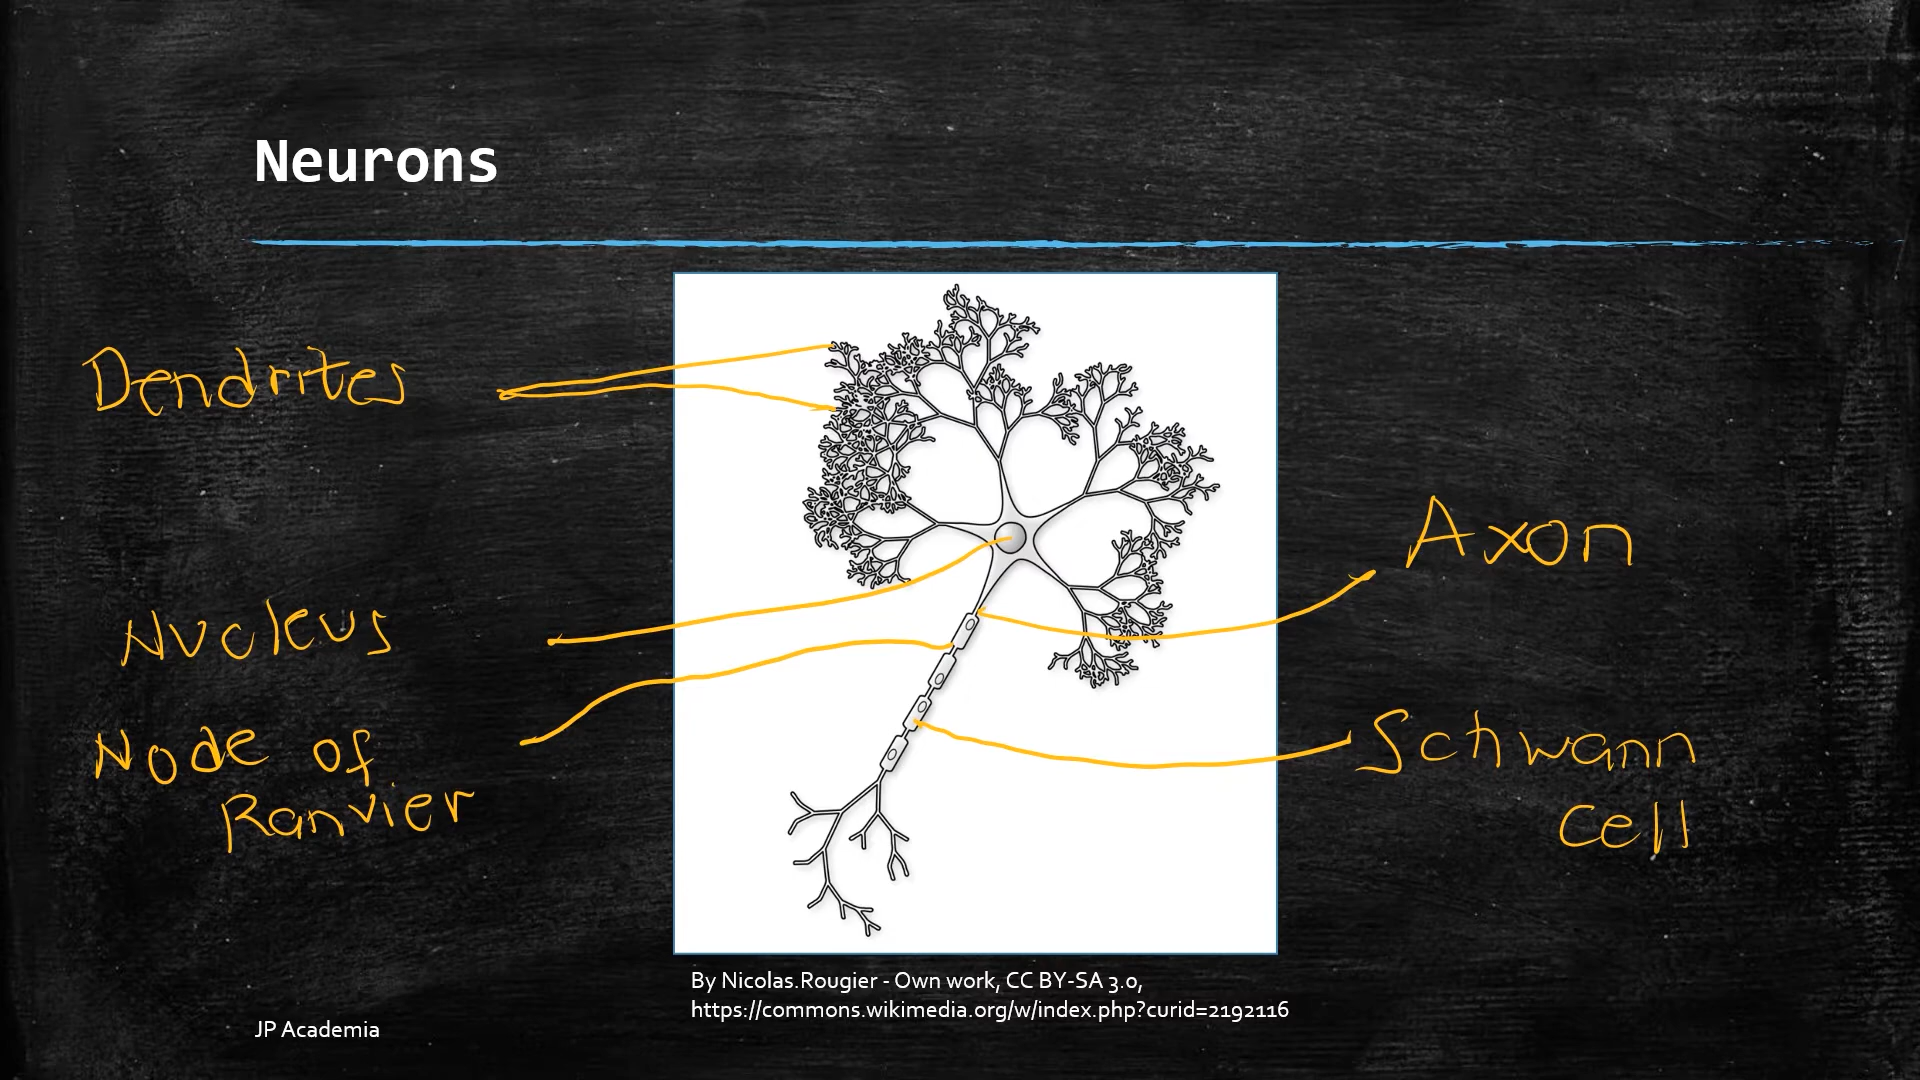 Neurons
Dendrites
Axon
Nucleus
Node of
Ranvier
Schwann
Cell
By Nicolas.Rougier - Own work, CC BY-SA 3.0,
https://commons.wikimedia.org/w/index.php?curid=2192116
JP Academia